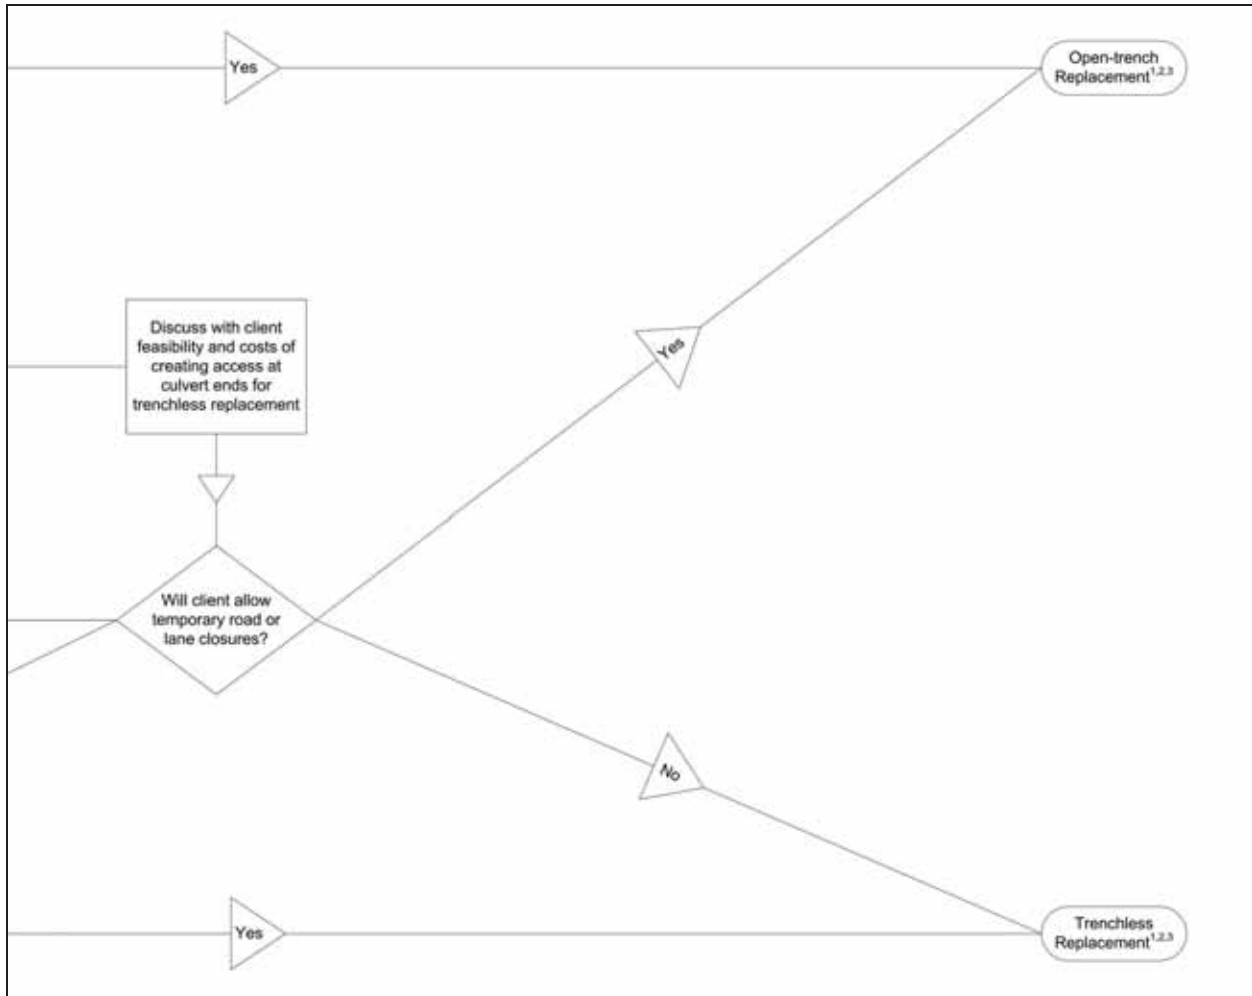 Yes
Open-trench
Replacement1,2,3
Discuss with client
feasibility and costs of
creating access at
culvert ends for
trenchless replacement
Yes
Will client allow
temporary road or
lane closures?
No
Yes
Trenchless
Replacement1,2,3